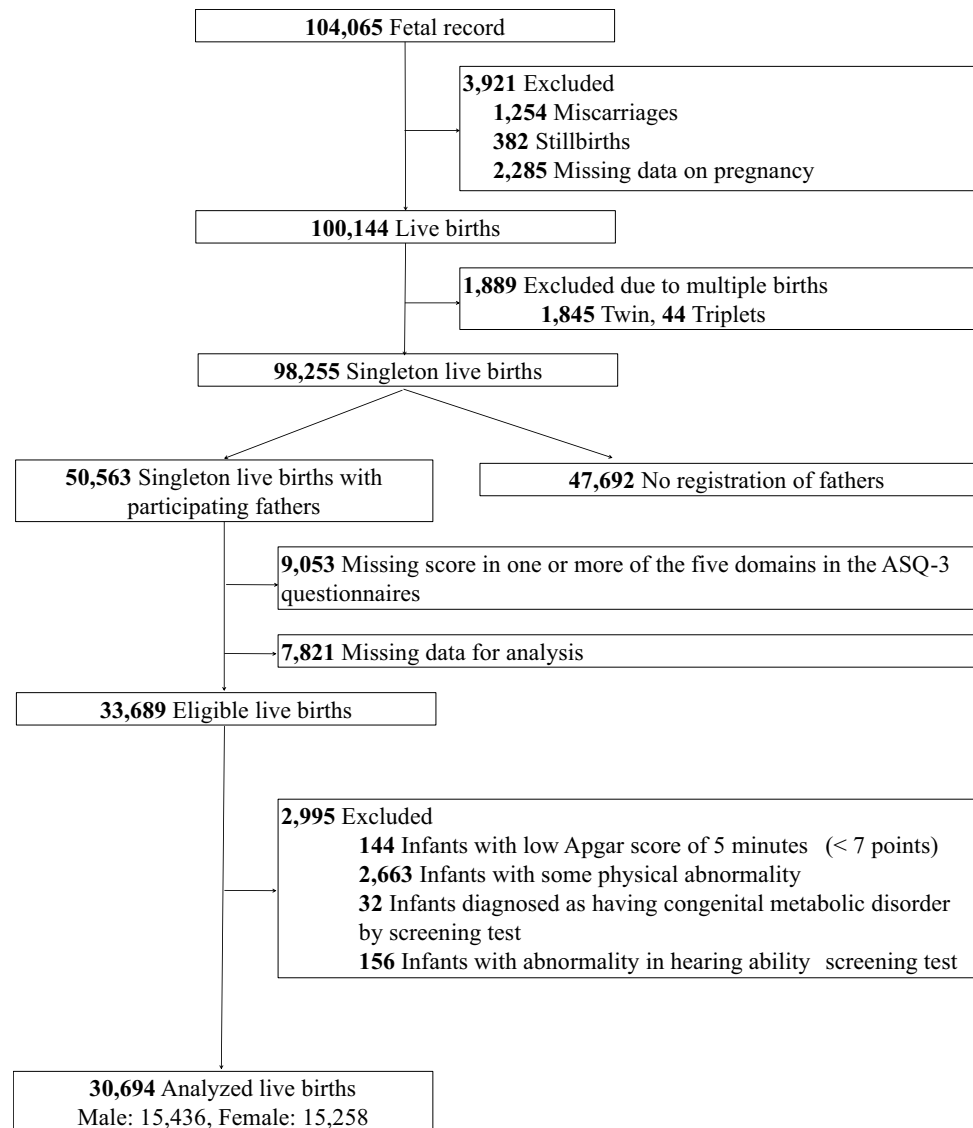 104,065 Fetal record
3,921 Excluded
1,254 Miscarriages
382 Stillbirths
2,285 Missing data on pregnancy
100,144 Live births
1,889 Excluded due to multiple births
1,845 Twin, 44 Triplets
98,255 Singleton live births
50,563 Singleton live births with
participating fathers
47,692 No registration of fathers
9,053 Missing score in one or more of the five domains in the ASQ-3
questionnaires
7,821 Missing data for analysis
33,689 Eligible live births
2,995 Excluded
144 Infants with low Apgar score of 5 minutes (< 7 points)
2,663 Infants with some physical abnormality
32 Infants diagnosed as having congenital metabolic disorder
by screening test
156 Infants with abnormality in hearing ability screening test
30,694 Analyzed live births
Male: 15,436, Female: 15,258